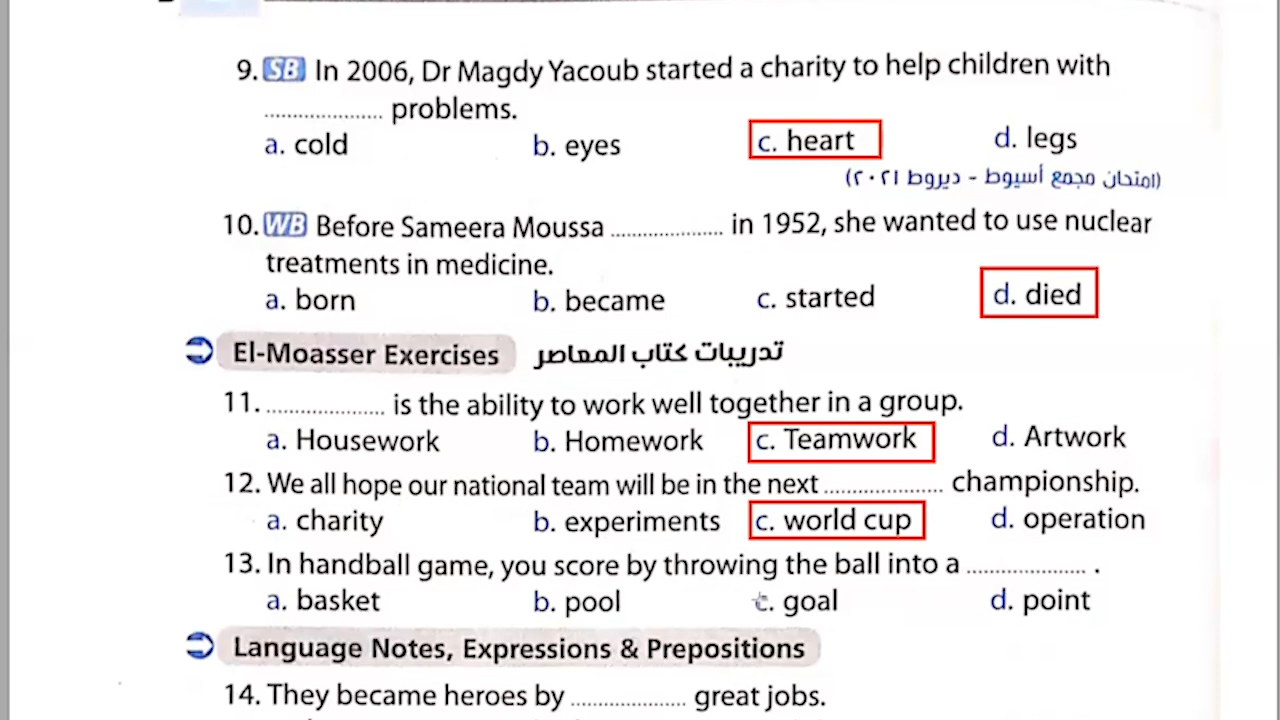 9. SB In 2006, Dr Magdy Yacoub started a charity to help children with
.................... problems.
a. cold b. eyes c. heart d. legs
(امتحان مجمع أسيوط - ديروط ٢٠٢١)
10. WB Before Sameera Moussa .................... in 1952, she wanted to use nuclear
treatments in medicine.
a. born b. became c. started d. died
El-Moasser Exercises تدريبات كتاب المعاصر
11. .................... is the ability to work well together in a group.
a. Housework b. Homework c. Teamwork d. Artwork
12. We all hope our national team will be in the next .................... championship.
a. charity b. experiments c. world cup d. operation
13. In handball game, you score by throwing the ball into a .................... .
a. basket b. pool c. goal d. point
Language Notes, Expressions & Prepositions
14. They became heroes by .................... great jobs.